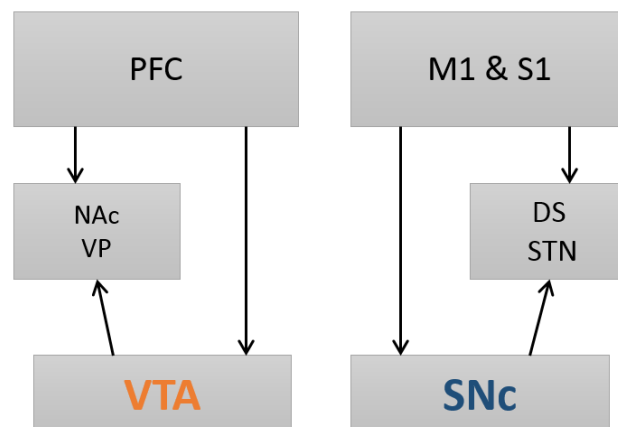 PFC
M1 & S1
NAc
VP
DS
STN
VTA
SNc